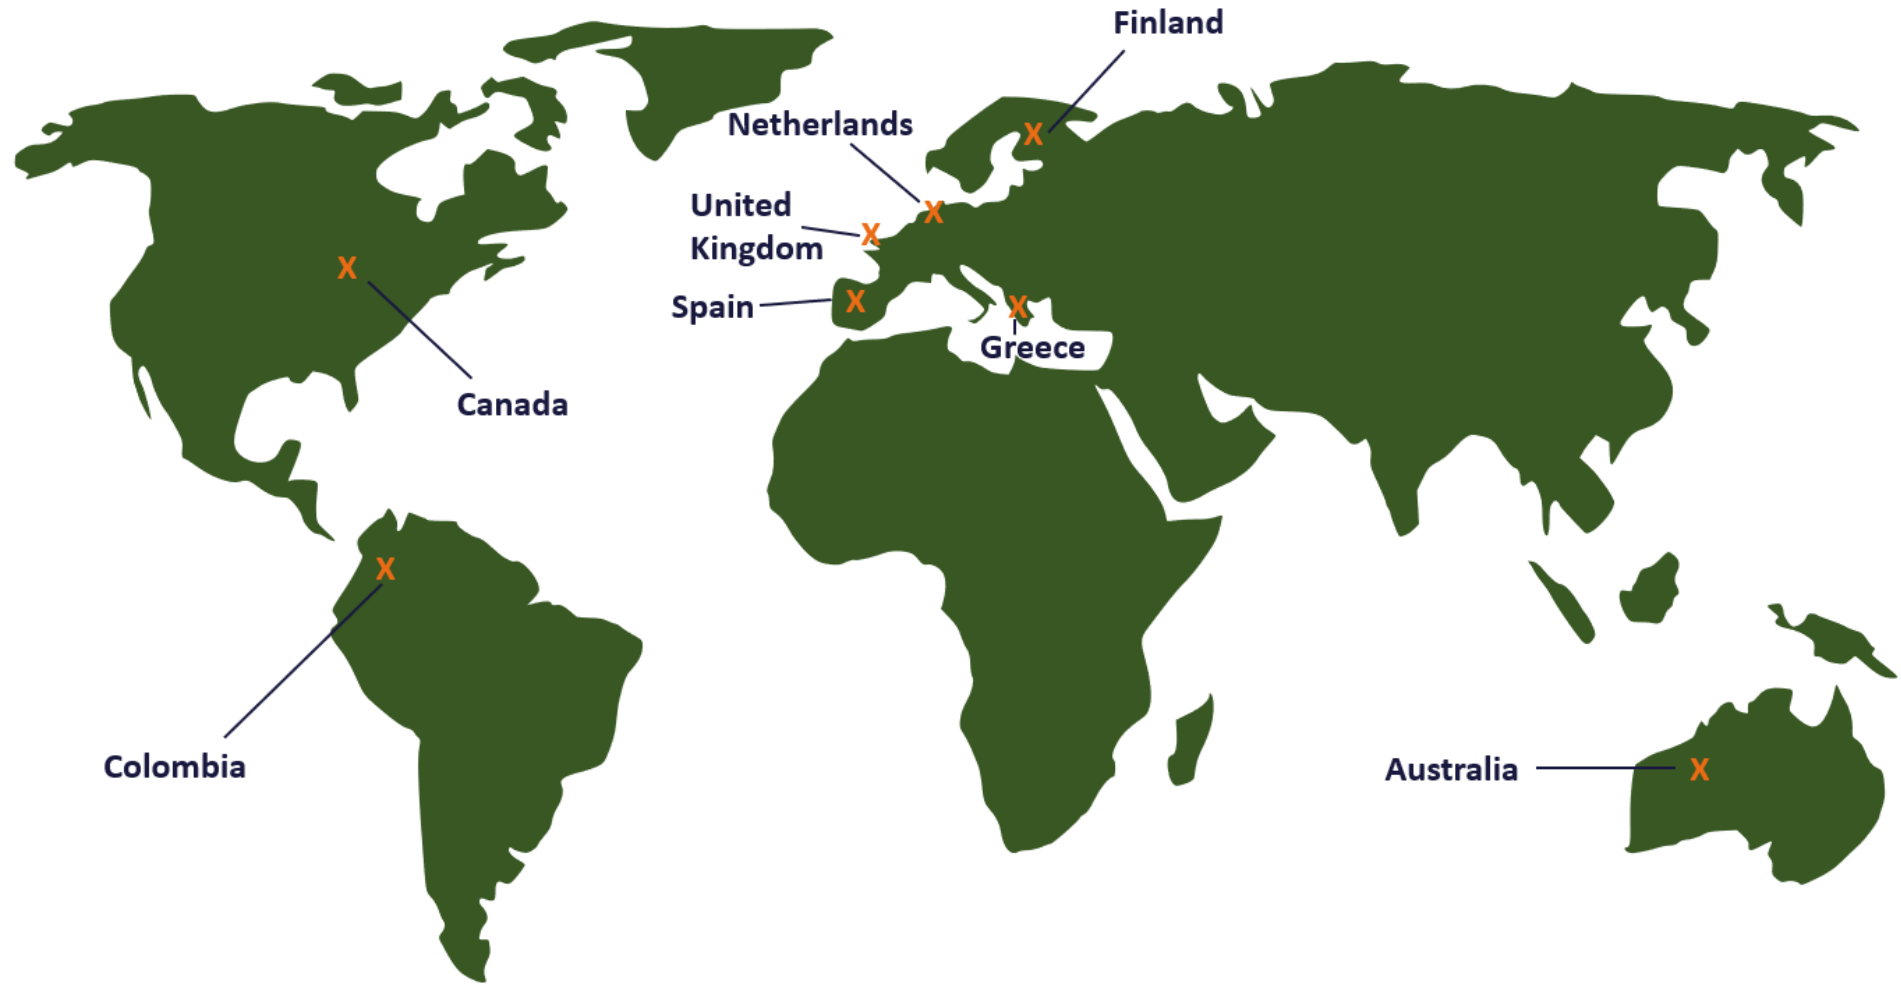 Finland
Netherlands
United
Kingdom
Spain
Greece
Canada
Colombia
Australia
X
X
X
X
X
X
X
X